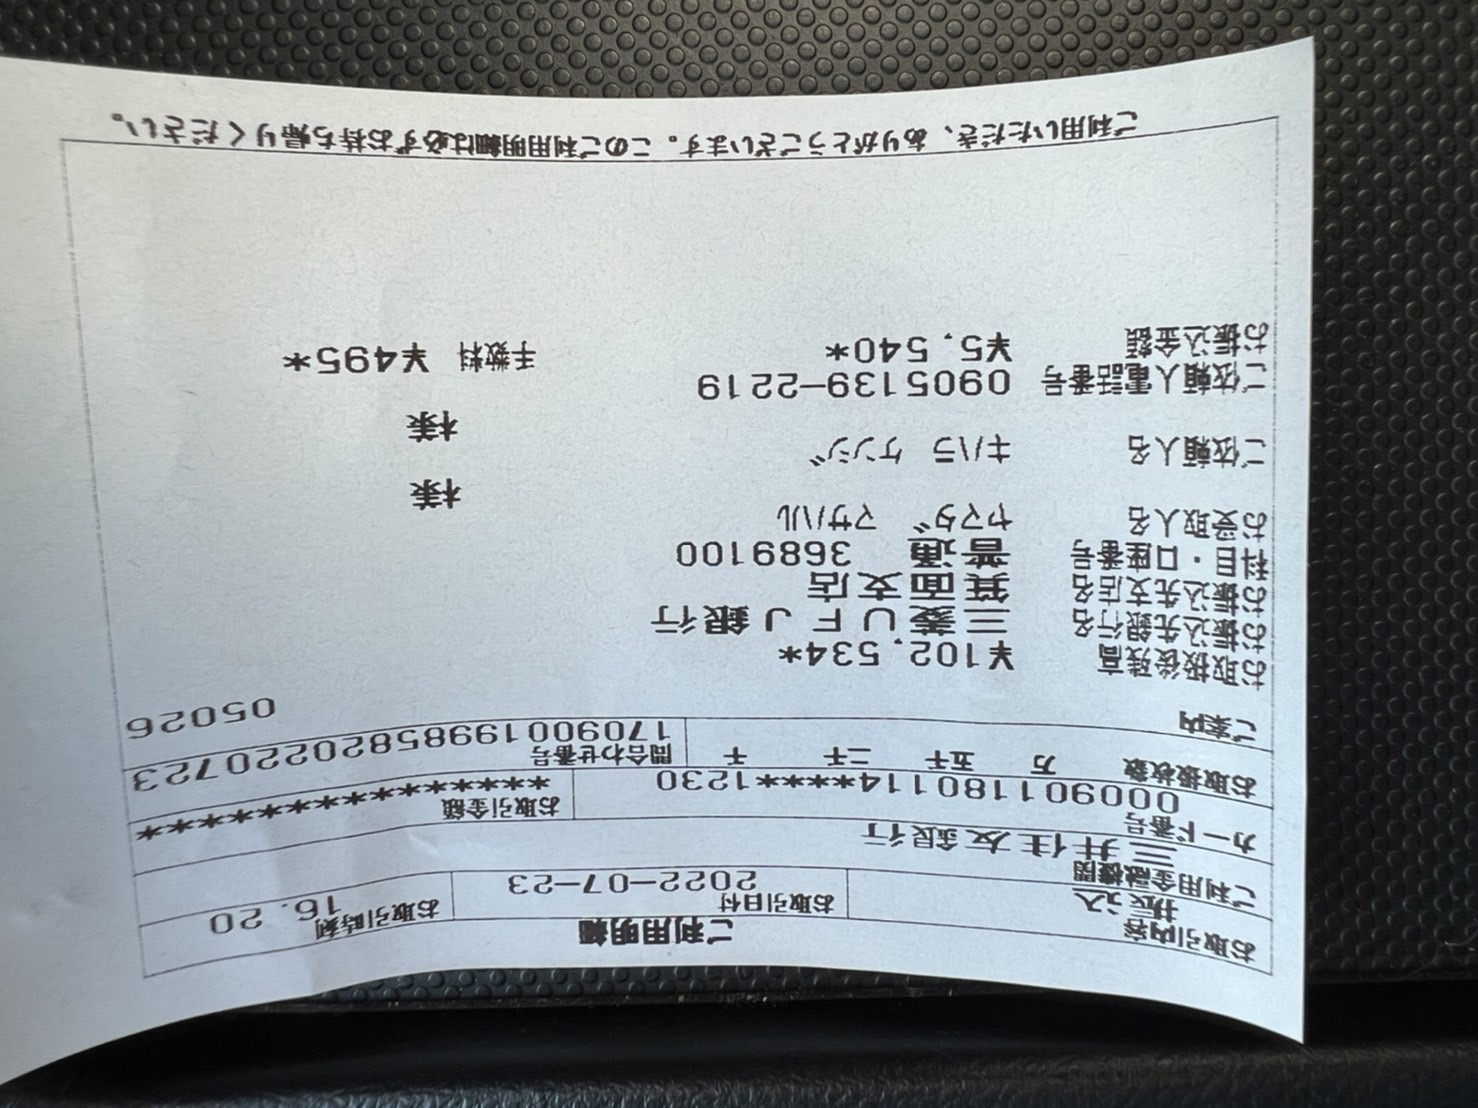 ご利用明細
お取引内容 お取引日付 お取引時刻
振込 2022-07-23 16.20
ご利用金融機関
三井住友銀行
カード番号 お取引金額
000901180114****1230 ******************
お取扱枚数 万 五千 二千 千 問合わせ番号
170900199858202207​23
ご案内 05026
お取扱後残高 ¥102,534*
お振込先銀行名 三菱UFJ銀行
お振込先支店名 箕面支店
科目・口座番号 普通 3689100
お受取人名 ヤマダ マサハル
様
ご依頼人名 キハラ ケンジ
様
ご依頼人電話番号 0905139-2219
お振込金額 ¥5,540* 手数料 ¥495*
ご利用いただき、ありがとうございます。このご利用明細は必ずお持ち帰りください。